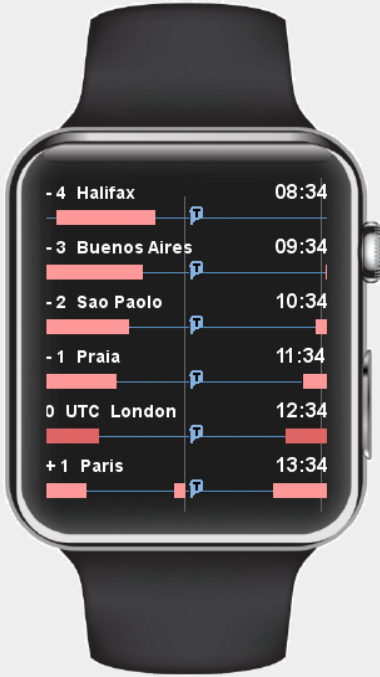 - 4 Halifax 08:34
T
- 3 Buenos Aires 09:34
T
- 2 Sao Paolo 10:34
T
- 1 Praia 11:34
T
0 UTC London 12:34
T
+ 1 Paris 13:34
T